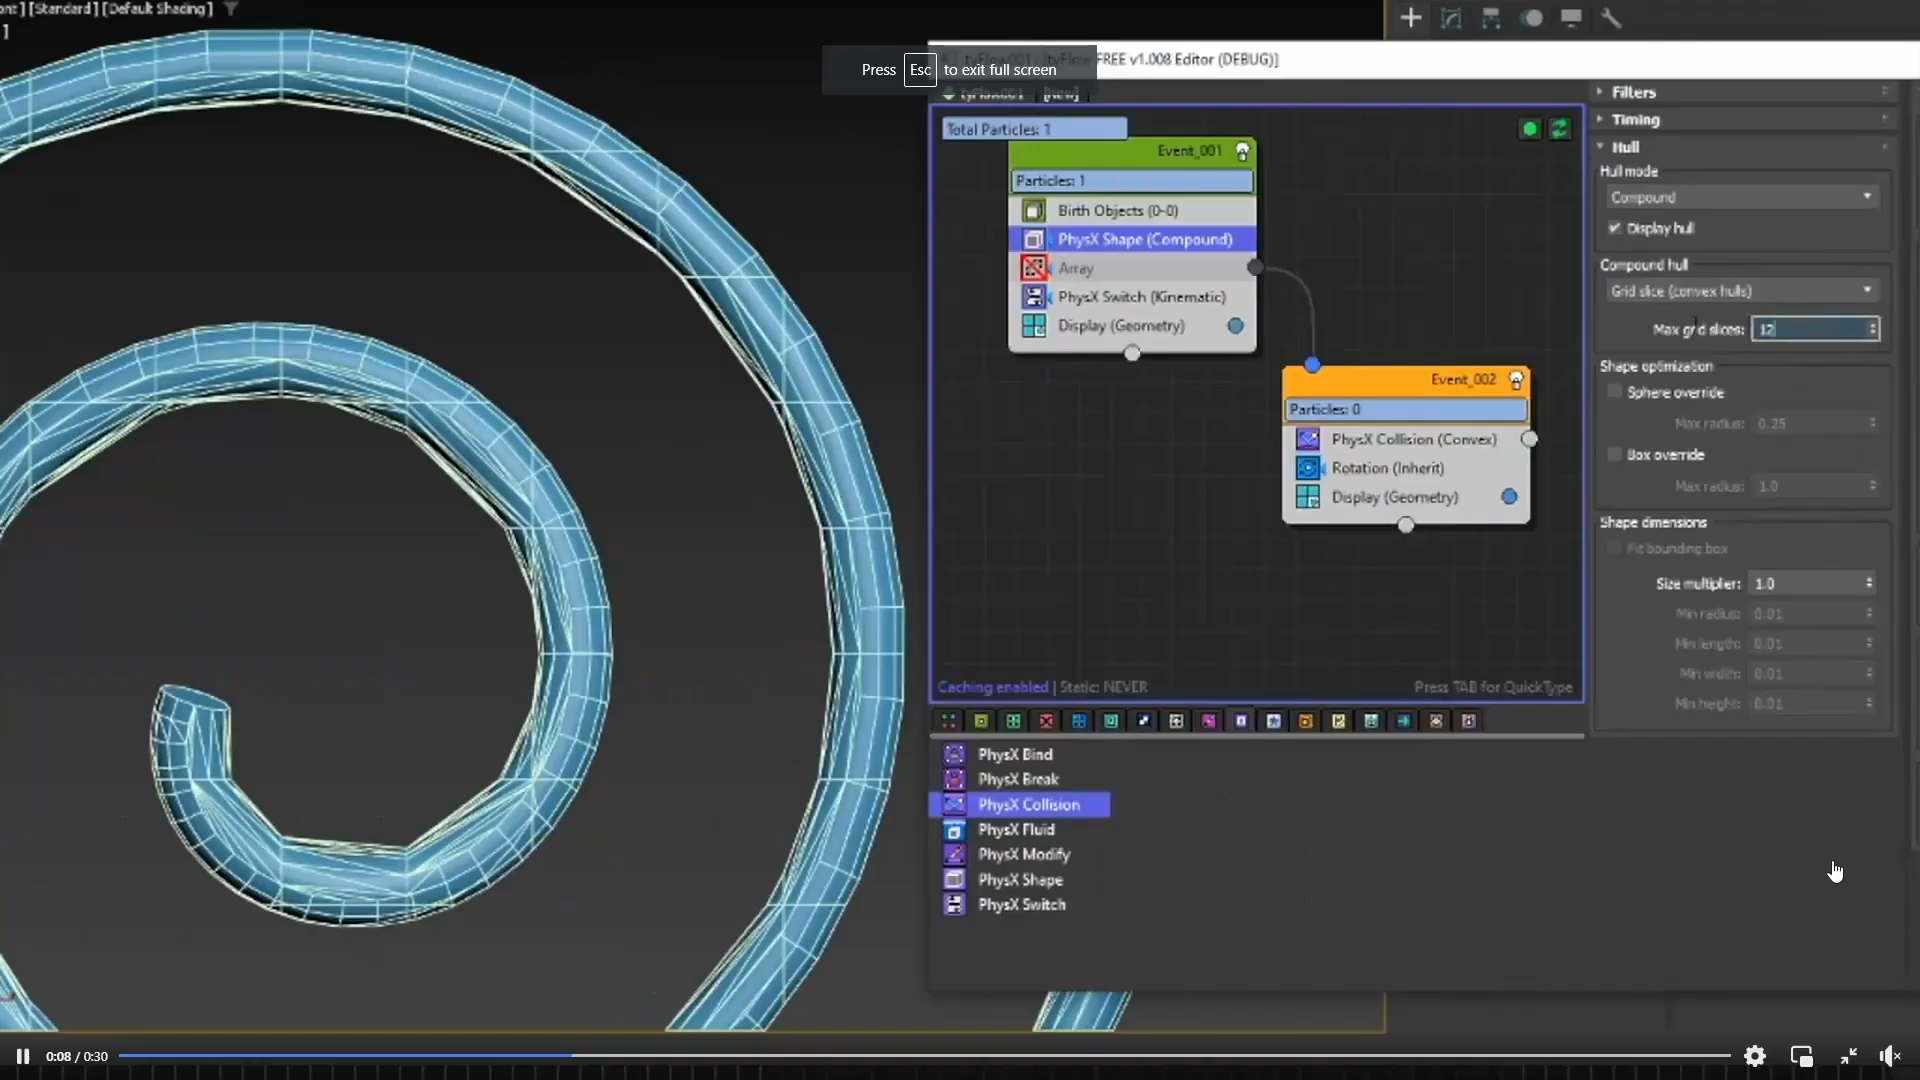 ont] [Standard] [Default Shading]
]
Press Esc to exit full screen
FREE v1.008 Editor (DEBUG)]
tyFlow001 [New]
Total Particles: 1
Event_001
Particles: 1
Birth Objects (0-0)
PhysX Shape (Compound)
Array
PhysX Switch (Kinematic)
Display (Geometry)
Event_002
Particles: 0
PhysX Collision (Convex)
Rotation (Inherit)
Display (Geometry)
Caching enabled | Static: NEVER
Press TAB for QuickType
PhysX Bind
PhysX Break
PhysX Collision
PhysX Fluid
PhysX Modify
PhysX Shape
PhysX Switch
Filters
Timing
Hull
Hull mode
Compound
Display hull
Compound hull
Grid slice (convex hulls)
Max grid slices: 12
Shape optimization
Sphere override
Max radius: 0.25
Box override
Max radius: 1.0
Shape dimensions
Fit bounding box
Size multiplier: 1.0
Min radius: 0.01
Min length: 0.01
Min width: 0.01
Min height: 0.01
0:08 / 0:30